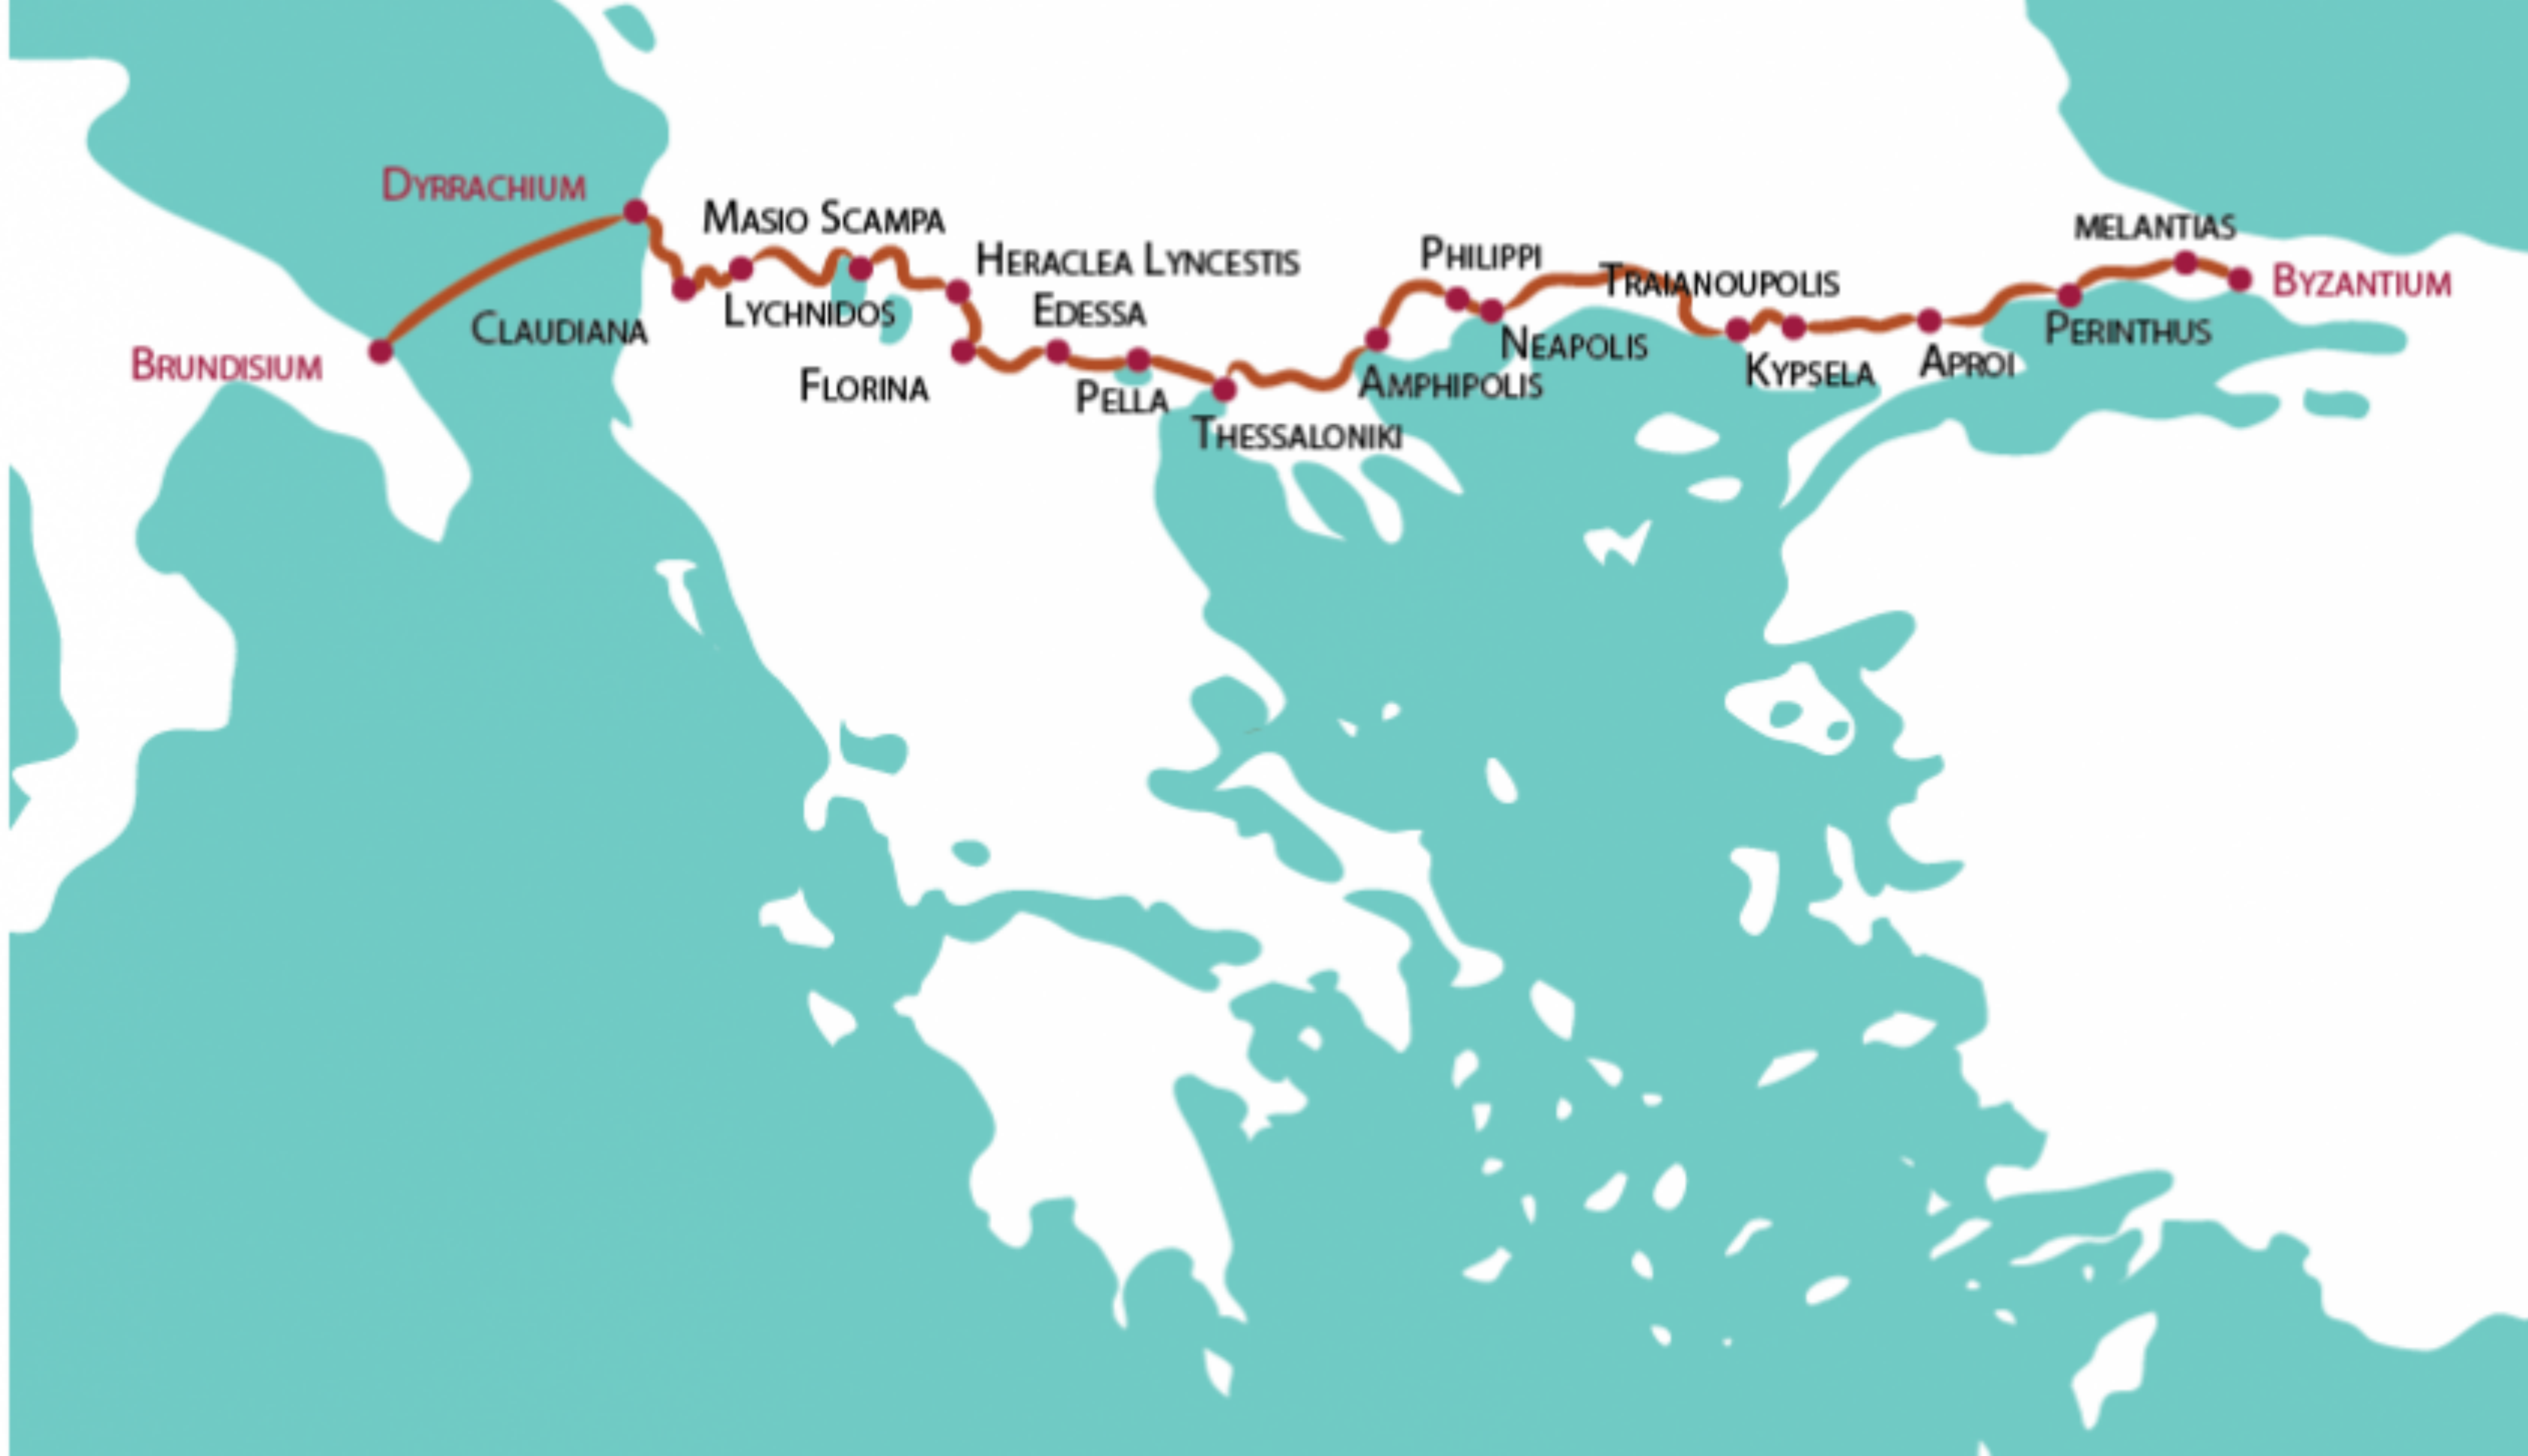 Dyrrachium
Masio Scampa
Philippi
melantias
Heraclea Lyncestis
Traianoupolis
Byzantium
Lychnidos
Edessa
Claudiana
Perinthus
Neapolis
Brundisium
Aproi
Kypsela
Florina
Amphipolis
Pella
Thessaloniki